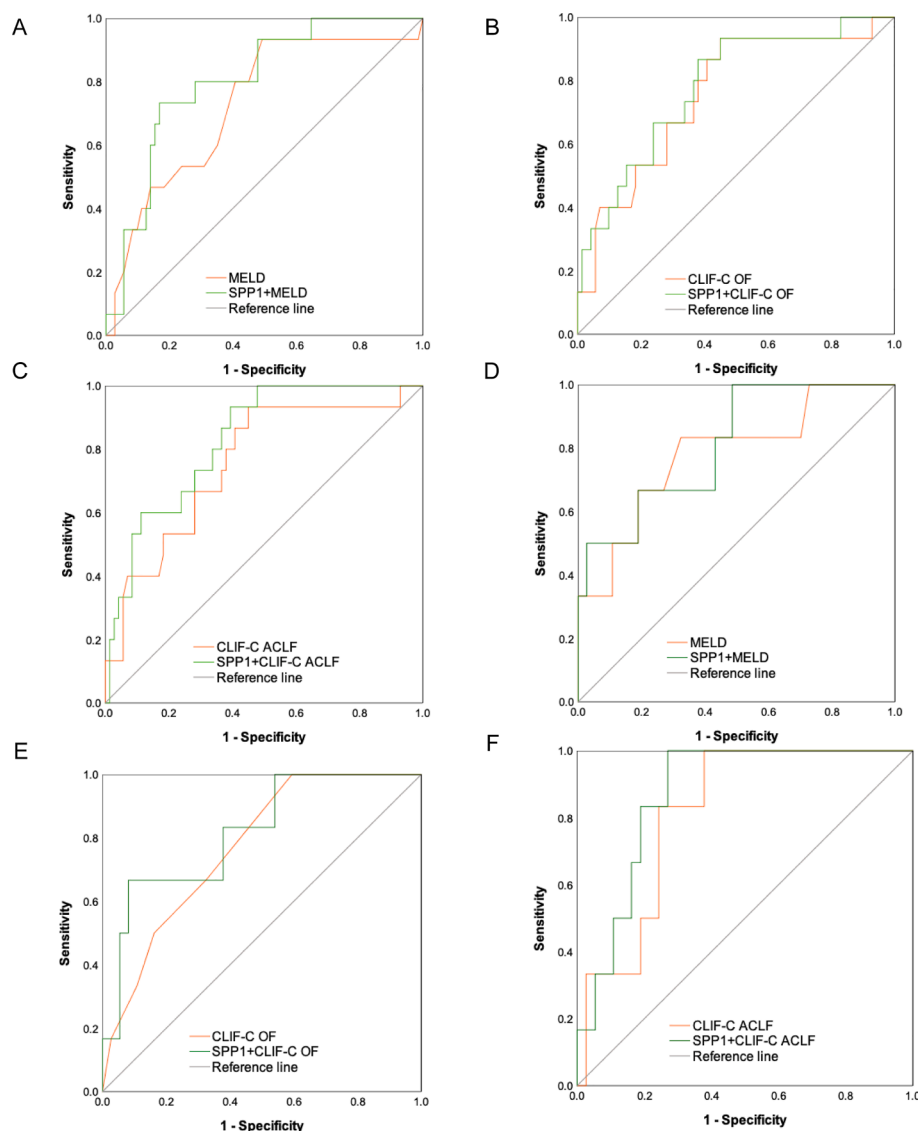 A
1.0
0.8
0.6
0.4
0.2
0.0
Sensitivity
MELD
SPP1+MELD
Reference line
0.0 0.2 0.4 0.6 0.8 1.0
1 - Specificity
B
1.0
0.8
0.6
0.4
0.2
0.0
Sensitivity
CLIF-C OF
SPP1+CLIF-C OF
Reference line
0.0 0.2 0.4 0.6 0.8 1.0
1 - Specificity
C
1.0
0.8
0.6
0.4
0.2
0.0
Sensitivity
CLIF-C ACLF
SPP1+CLIF-C ACLF
Reference line
0.0 0.2 0.4 0.6 0.8 1.0
1 - Specificity
D
1.0
0.8
0.6
0.4
0.2
0.0
Sensitivity
MELD
SPP1+MELD
Reference line
0.0 0.2 0.4 0.6 0.8 1.0
1 - Specificity
E
1.0
0.8
0.6
0.4
0.2
0.0
Sensitivity
CLIF-C OF
SPP1+CLIF-C OF
Reference line
0.0 0.2 0.4 0.6 0.8 1.0
1 - Specificity
F
1.0
0.8
0.6
0.4
0.2
0.0
Sensitivity
CLIF-C ACLF
SPP1+CLIF-C ACLF
Reference line
0.0 0.2 0.4 0.6 0.8 1.0
1 - Specificity